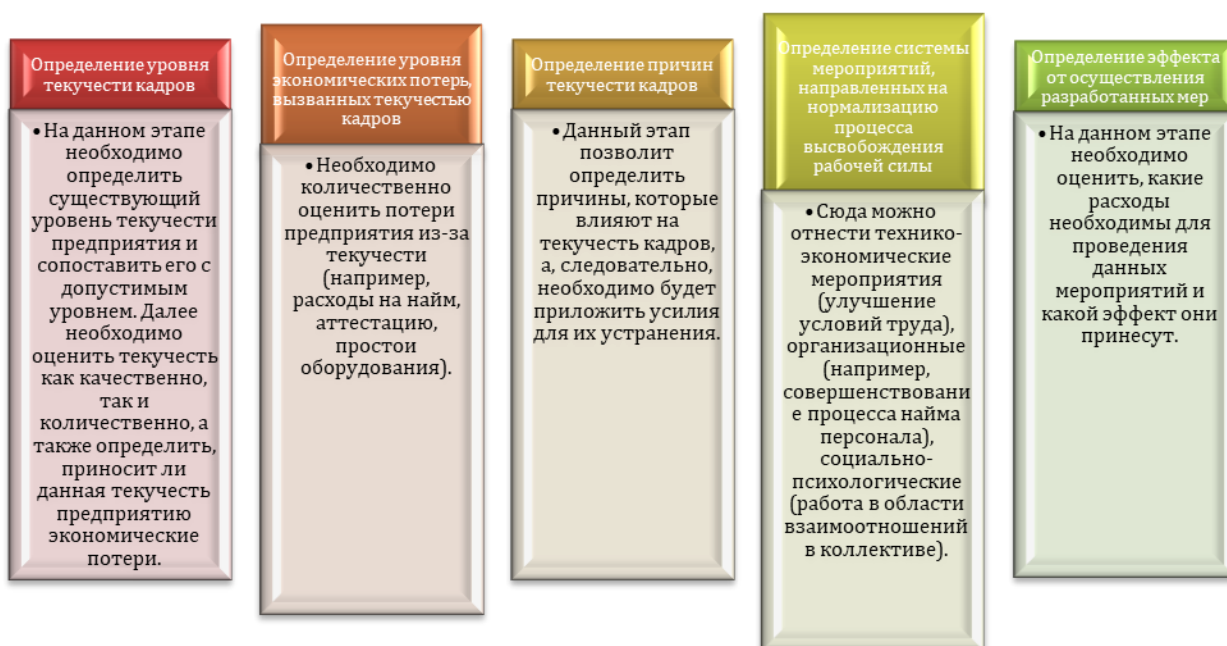 Определение уровня
текучести кадров
• На данном этапе
необходимо
определить
существующий
уровень текучести
предприятия и
сопоставить его с
допустимым
уровнем. Далее
необходимо
оценить текучесть
как качественно,
так и
количественно, а
также определить,
приносит ли
данная текучесть
предприятию
экономические
потери.
Определение уровня
экономических потерь,
вызванных текучестью
кадров
• Необходимо
количественно
оценить потери
предприятия из-за
текучести
(например,
расходы на найм,
аттестацию,
простои
оборудования).
Определение причин
текучести кадров
• Данный этап
позволит
определить
причины, которые
влияют на
текучесть кадров,
а, следовательно,
необходимо будет
приложить усилия
для их устранения.
Определение системы
мероприятий,
направленных на
нормализацию
процесса
высвобождения
рабочей силы
• Сюда можно
отнести технико-
экономические
мероприятия
(улучшение
условий труда),
организационные
(например,
совершенствовани
е процесса найма
персонала),
социально-
психологические
(работа в области
взаимоотношений
в коллективе).
Определение эффекта
от осуществления
разработанных мер
• На данном этапе
необходимо
оценить, какие
расходы
необходимы для
проведения
данных
мероприятий и
какой эффект они
принесут.